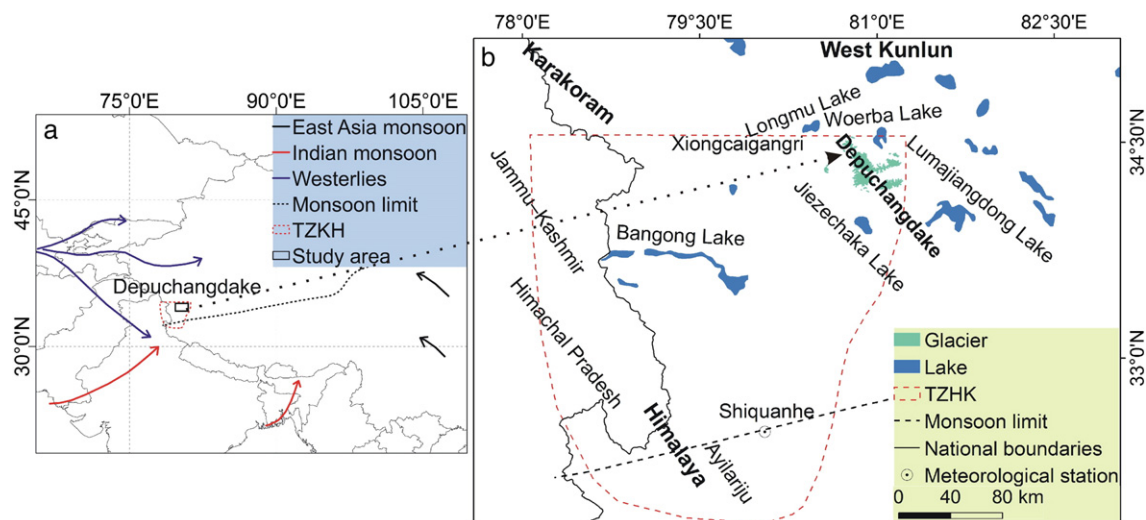 a
75°0'E
90°0'E
105°0'E
45°0'N
30°0'N
East Asia monsoon
Indian monsoon
Westerlies
Monsoon limit
TZKH
Study area
Depuchangdake
b
78°0'E
79°30'E
81°0'E
82°30'E
34°30'N
33°0'N
Karakoram
West Kunlun
Longmu Lake
Woerba Lake
Xiongcaigangri
Depuchangdake
Lumajiangdong Lake
Jammu-Kashmir
Jiezechaka Lake
Bangong Lake
Himachal Pradesh
Himalaya
Shiquanhe
Ayilariju
Glacier
Lake
TZHK
Monsoon limit
National boundaries
Meteorological station
0 40 80 km